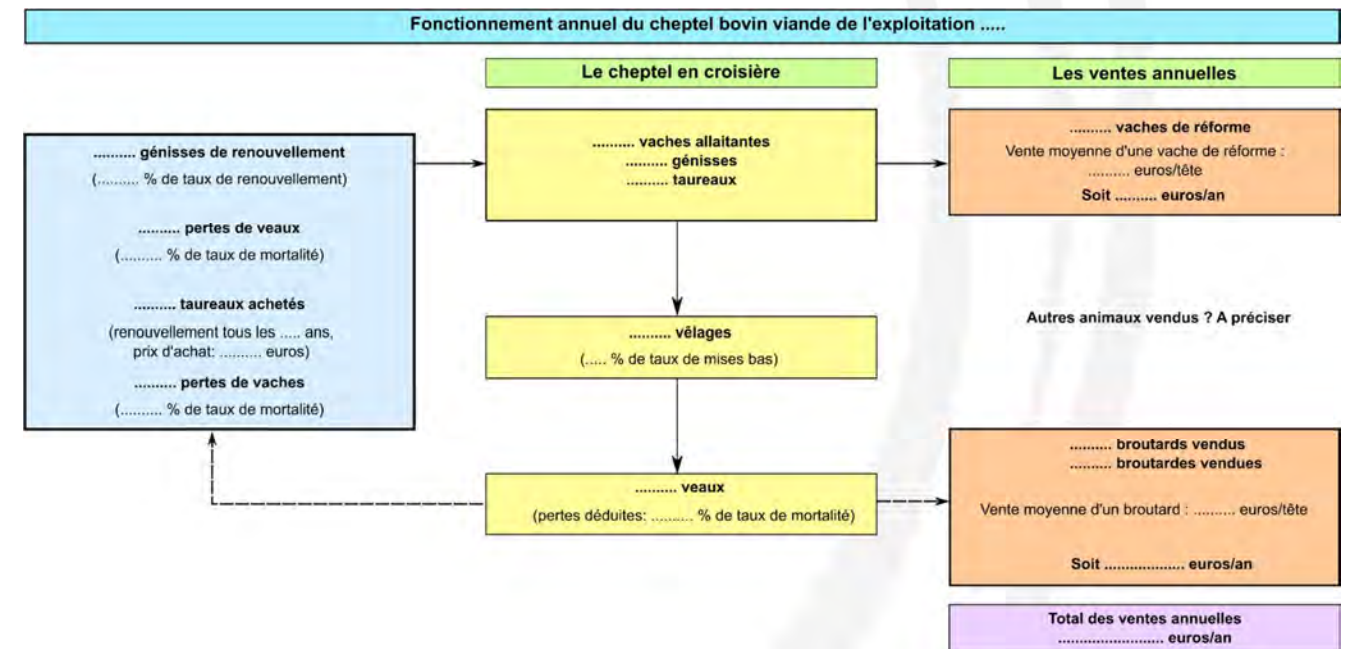 Fonctionnement annuel du cheptel bovin viande de l'exploitation .....
Le cheptel en croisière
Les ventes annuelles
.......... génisses de renouvellement
(.......... % de taux de renouvellement)
.......... pertes de veaux
(.......... % de taux de mortalité)
.......... taureaux achetés
(renouvellement tous les ..... ans,
prix d'achat: .......... euros)
.......... pertes de vaches
(.......... % de taux de mortalité)
.......... vaches allaitantes
.......... génisses
.......... taureaux
.......... vêlages
(..... % de taux de mises bas)
.......... veaux
(pertes déduites: .......... % de taux de mortalité)
.......... vaches de réforme
Vente moyenne d'une vache de réforme :
.......... euros/tête
Soit .......... euros/an
Autres animaux vendus ? A préciser
.......... broutards vendus
.......... broutardes vendues
Vente moyenne d'un broutard : .......... euros/tête
Soit .................... euros/an
Total des ventes annuelles
.......................... euros/an